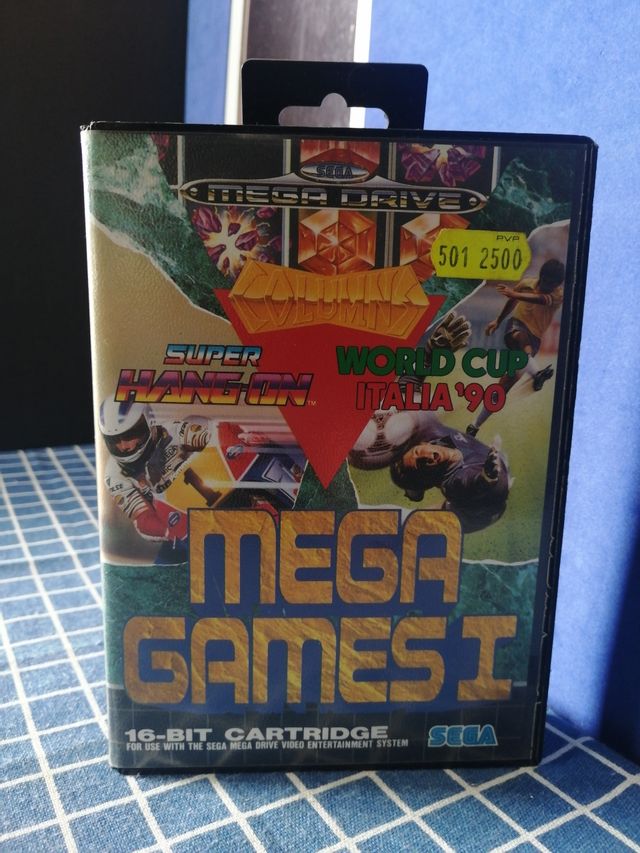 SEGA
MEGA DRIVE
PVP
501 2500
COLUMNS
SUPER
HANG-ON™
WORLD CUP
ITALIA '90
MEGA
GAMES I
16-BIT CARTRIDGE
FOR USE WITH THE SEGA MEGA DRIVE VIDEO ENTERTAINMENT SYSTEM
SEGA